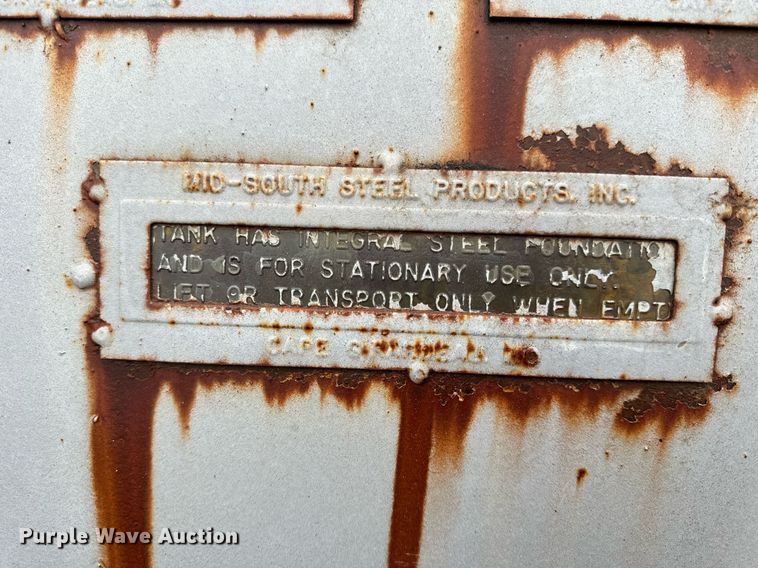 MID-SOUTH STEEL PRODUCTS, INC.
TANK HAS INTEGRAL STEEL FOUNDATIO
AND IS FOR STATIONARY USE ONLY.
LIFT OR TRANSPORT ONLY WHEN EMPT
CAPE
Purple Wave Auction